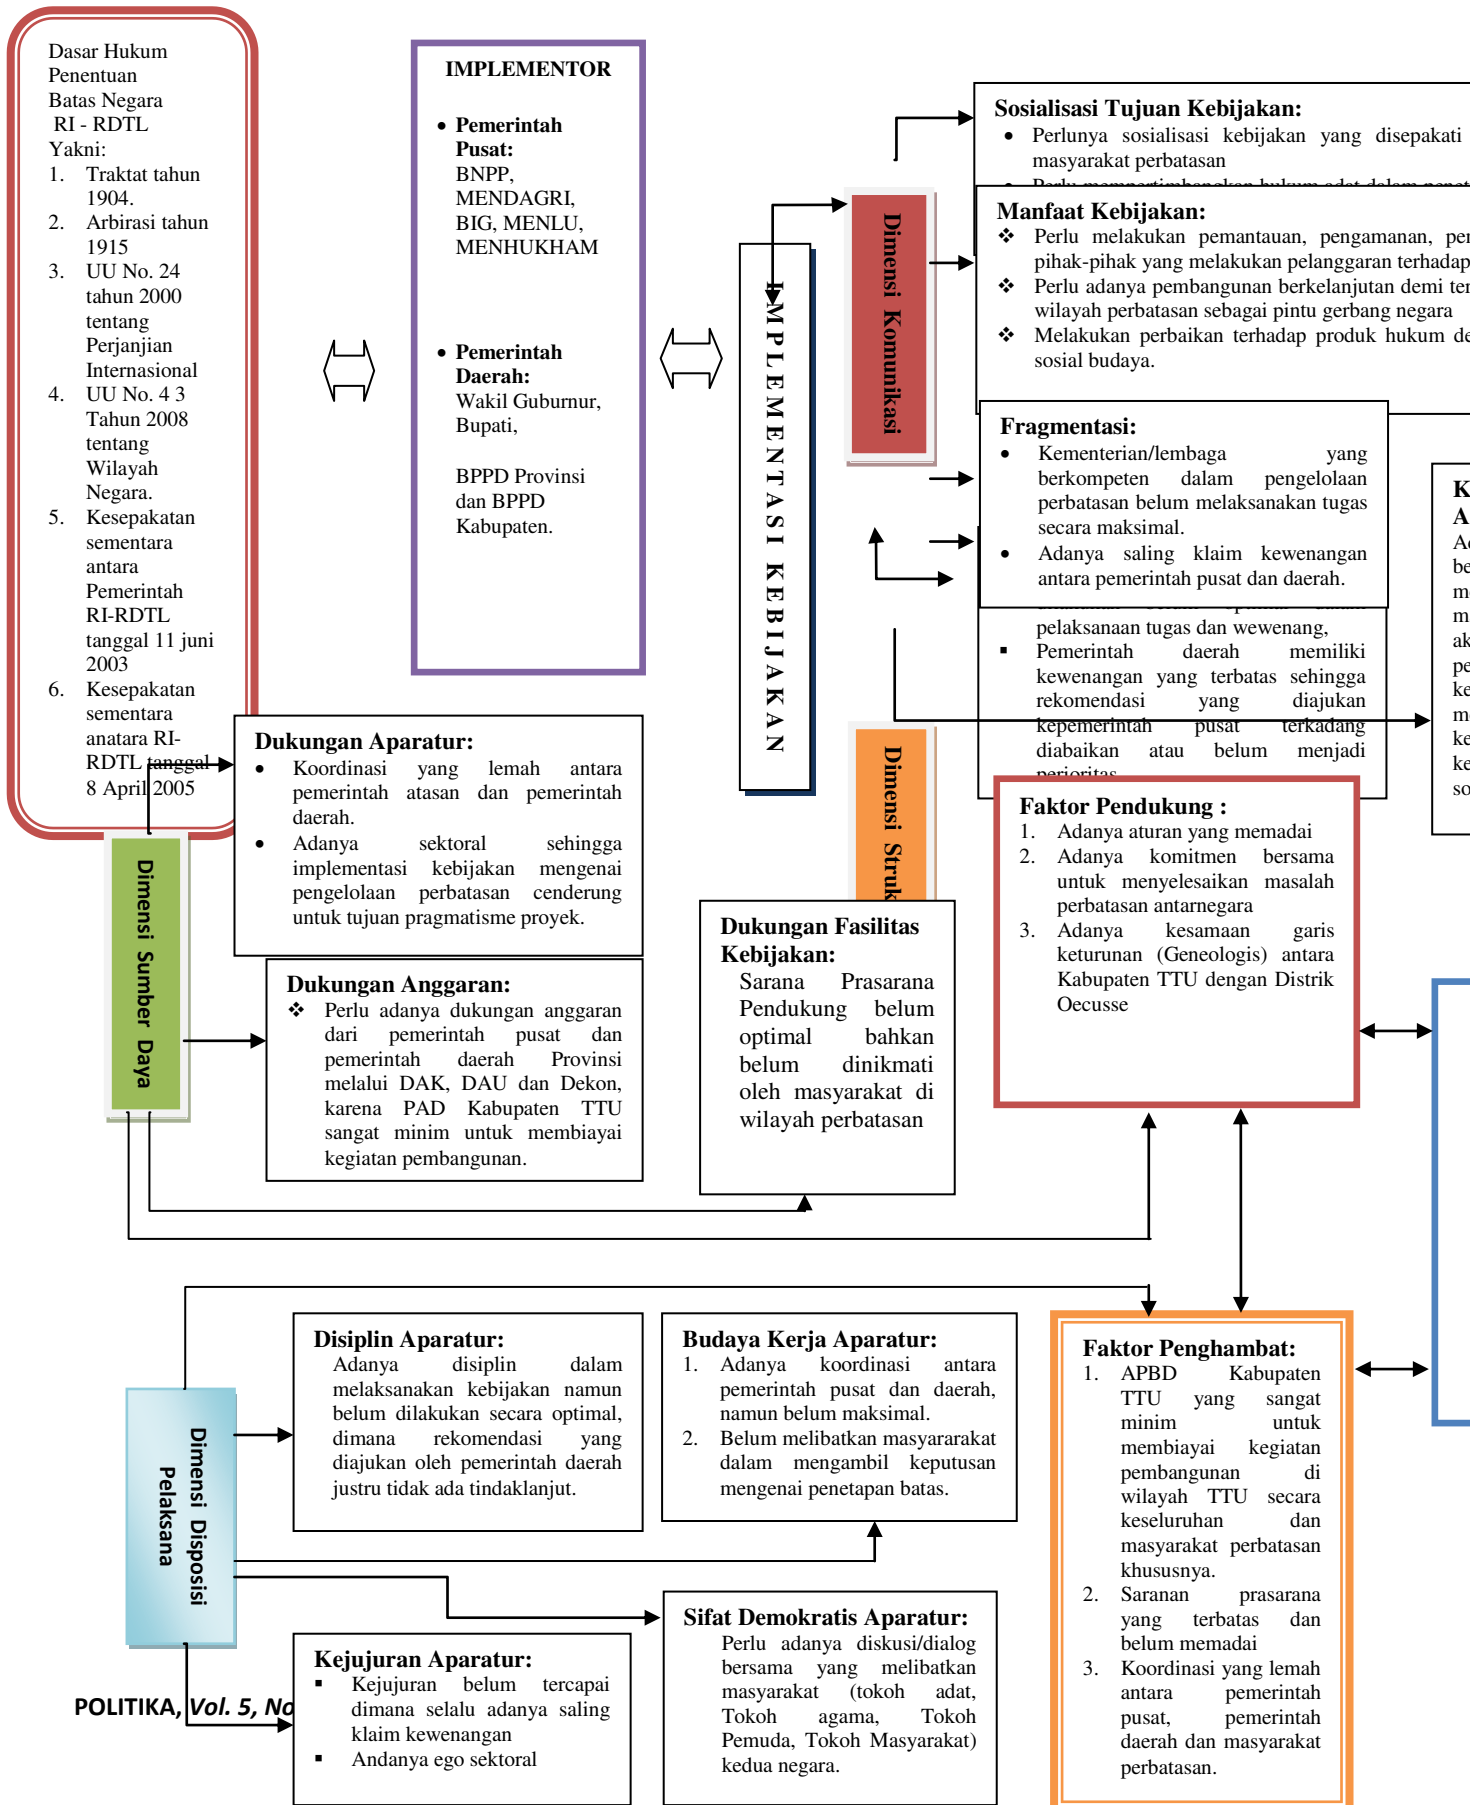 Dasar Hukum
Penentuan
Batas Negara
RI - RDTL
Yakni:
1. Traktat tahun
1904.
2. Arbirasi tahun
1915
3. UU No. 24
tahun 2000
tentang
Perjanjian
Internasional
4. UU No. 4 3
Tahun 2008
tentang
Wilayah
Negara.
5. Kesepakatan
sementara
antara
Pemerintah
RI-RDTL
tanggal 11 juni
2003
6. Kesepakatan
sementara
anatara RI-
RDTL tanggal
8 April 2005
IMPLEMENTOR
• Pemerintah
Pusat:
BNPP,
MENDAGRI,
BIG, MENLU,
MENHUKHAM
• Pemerintah
Daerah:
Wakil Guburnur,
Bupati,
BPPD Provinsi
dan BPPD
Kabupaten.
IMPLEMENTASI KEBIJAKAN
Dimensi Komunikasi
Sosialisasi Tujuan Kebijakan:
• Perlunya sosialisasi kebijakan yang disepakati
masyarakat perbatasan
• Perlu mempertimbangkan hukum adat dalam
Manfaat Kebijakan:
❖ Perlu melakukan pemantauan, pengamanan,
pihak-pihak yang melakukan pelanggaran terhadap
❖ Perlu adanya pembangunan berkelanjutan demi
wilayah perbatasan sebagai pintu gerbang negara
❖ Melakukan perbaikan terhadap produk hukum
sosial budaya.
Fragmentasi:
• Kementerian/lembaga yang
berkompeten dalam pengelolaan
perbatasan belum melaksanakan tugas
secara maksimal.
• Adanya saling klaim kewenangan
antara pemerintah pusat dan daerah.
pelaksanaan tugas dan wewenang,
▪ Pemerintah daerah memiliki
kewenangan yang terbatas sehingga
rekomendasi yang diajukan
kepemerintah pusat terkadang
diabaikan atau belum menjadi
perioritas
Dimensi Struk
Dukungan Aparatur:
• Koordinasi yang lemah antara
pemerintah atasan dan pemerintah
daerah.
• Adanya sektoral sehingga
implementasi kebijakan mengenai
pengelolaan perbatasan cenderung
untuk tujuan pragmatisme proyek.
Dimensi Sumber Daya
Dukungan Anggaran:
❖ Perlu adanya dukungan anggaran
dari pemerintah pusat dan
pemerintah daerah Provinsi
melalui DAK, DAU dan Dekon,
karena PAD Kabupaten TTU
sangat minim untuk membiayai
kegiatan pembangunan.
Dukungan Fasilitas
Kebijakan:
Sarana Prasarana
Pendukung belum
optimal bahkan
belum dinikmati
oleh masyarakat di
wilayah perbatasan
Faktor Pendukung :
1. Adanya aturan yang memadai
2. Adanya komitmen bersama
untuk menyelesaikan masalah
perbatasan antarnegara
3. Adanya kesamaan garis
keturunan (Geneologis) antara
Kabupaten TTU dengan Distrik
Oecusse
Dimensi Disposisi
Pelaksana
Disiplin Aparatur:
Adanya disiplin dalam
melaksanakan kebijakan namun
belum dilakukan secara optimal,
dimana rekomendasi yang
diajukan oleh pemerintah daerah
justru tidak ada tindaklanjut.
Budaya Kerja Aparatur:
1. Adanya koordinasi antara
pemerintah pusat dan daerah,
namun belum maksimal.
2. Belum melibatkan masyararakat
dalam mengambil keputusan
mengenai penetapan batas.
Faktor Penghambat:
1. APBD Kabupaten
TTU yang sangat
minim untuk
membiayai kegiatan
pembangunan di
wilayah TTU secara
keseluruhan dan
masyarakat perbatasan
khususnya.
2. Saranan prasarana
yang terbatas dan
belum memadai
3. Koordinasi yang lemah
antara pemerintah
pusat, pemerintah
daerah dan masyarakat
perbatasan.
Sifat Demokratis Aparatur:
Perlu adanya diskusi/dialog
bersama yang melibatkan
masyarakat (tokoh adat,
Tokoh agama, Tokoh
Pemuda, Tokoh Masyarakat)
kedua negara.
Kejujuran Aparatur:
▪ Kejujuran belum tercapai
dimana selalu adanya saling
klaim kewenangan
▪ Andanya ego sektoral
POLITIKA, Vol. 5, No